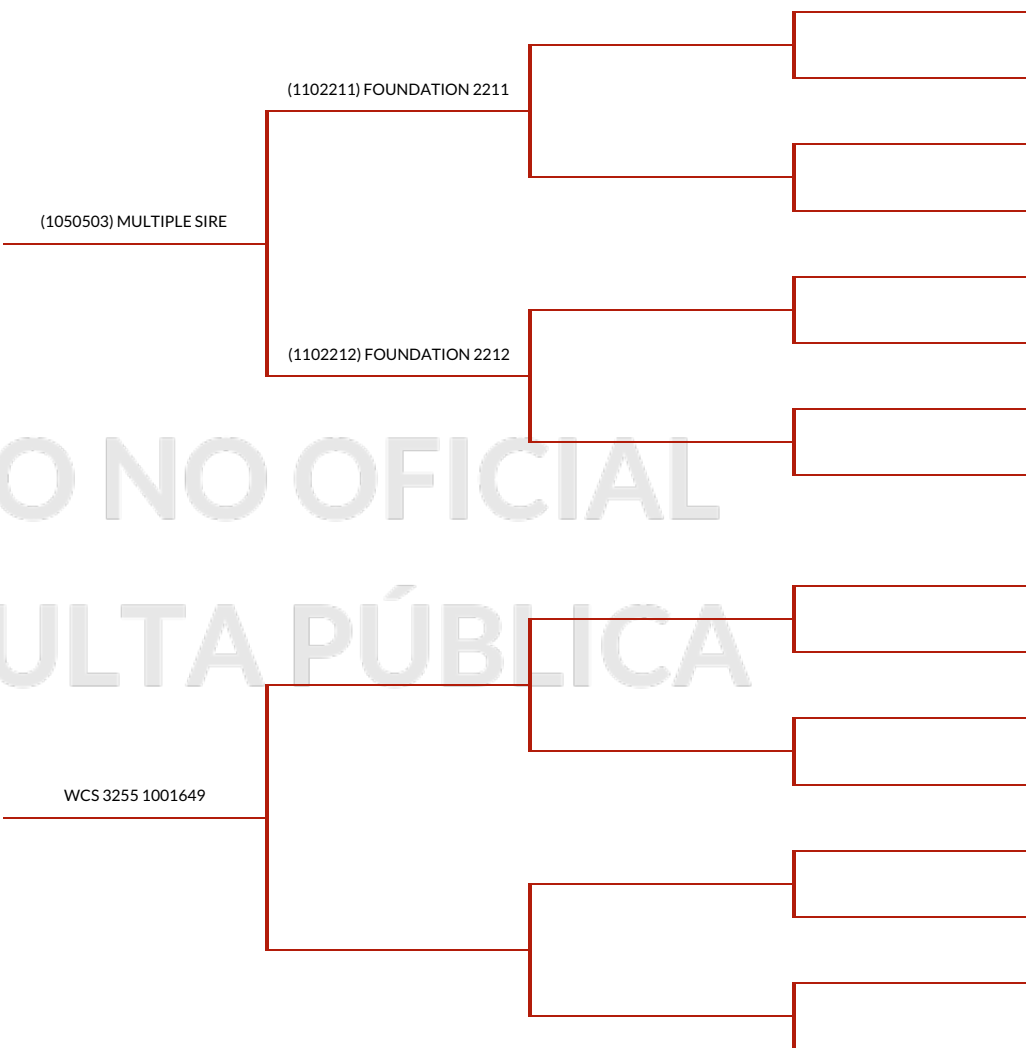 (1102211) FOUNDATION 2211
(1050503) MULTIPLE SIRE
(1102212) FOUNDATION 2212
O NO OFICIAL
ULTA PÚBLICA
WCS 3255 1001649